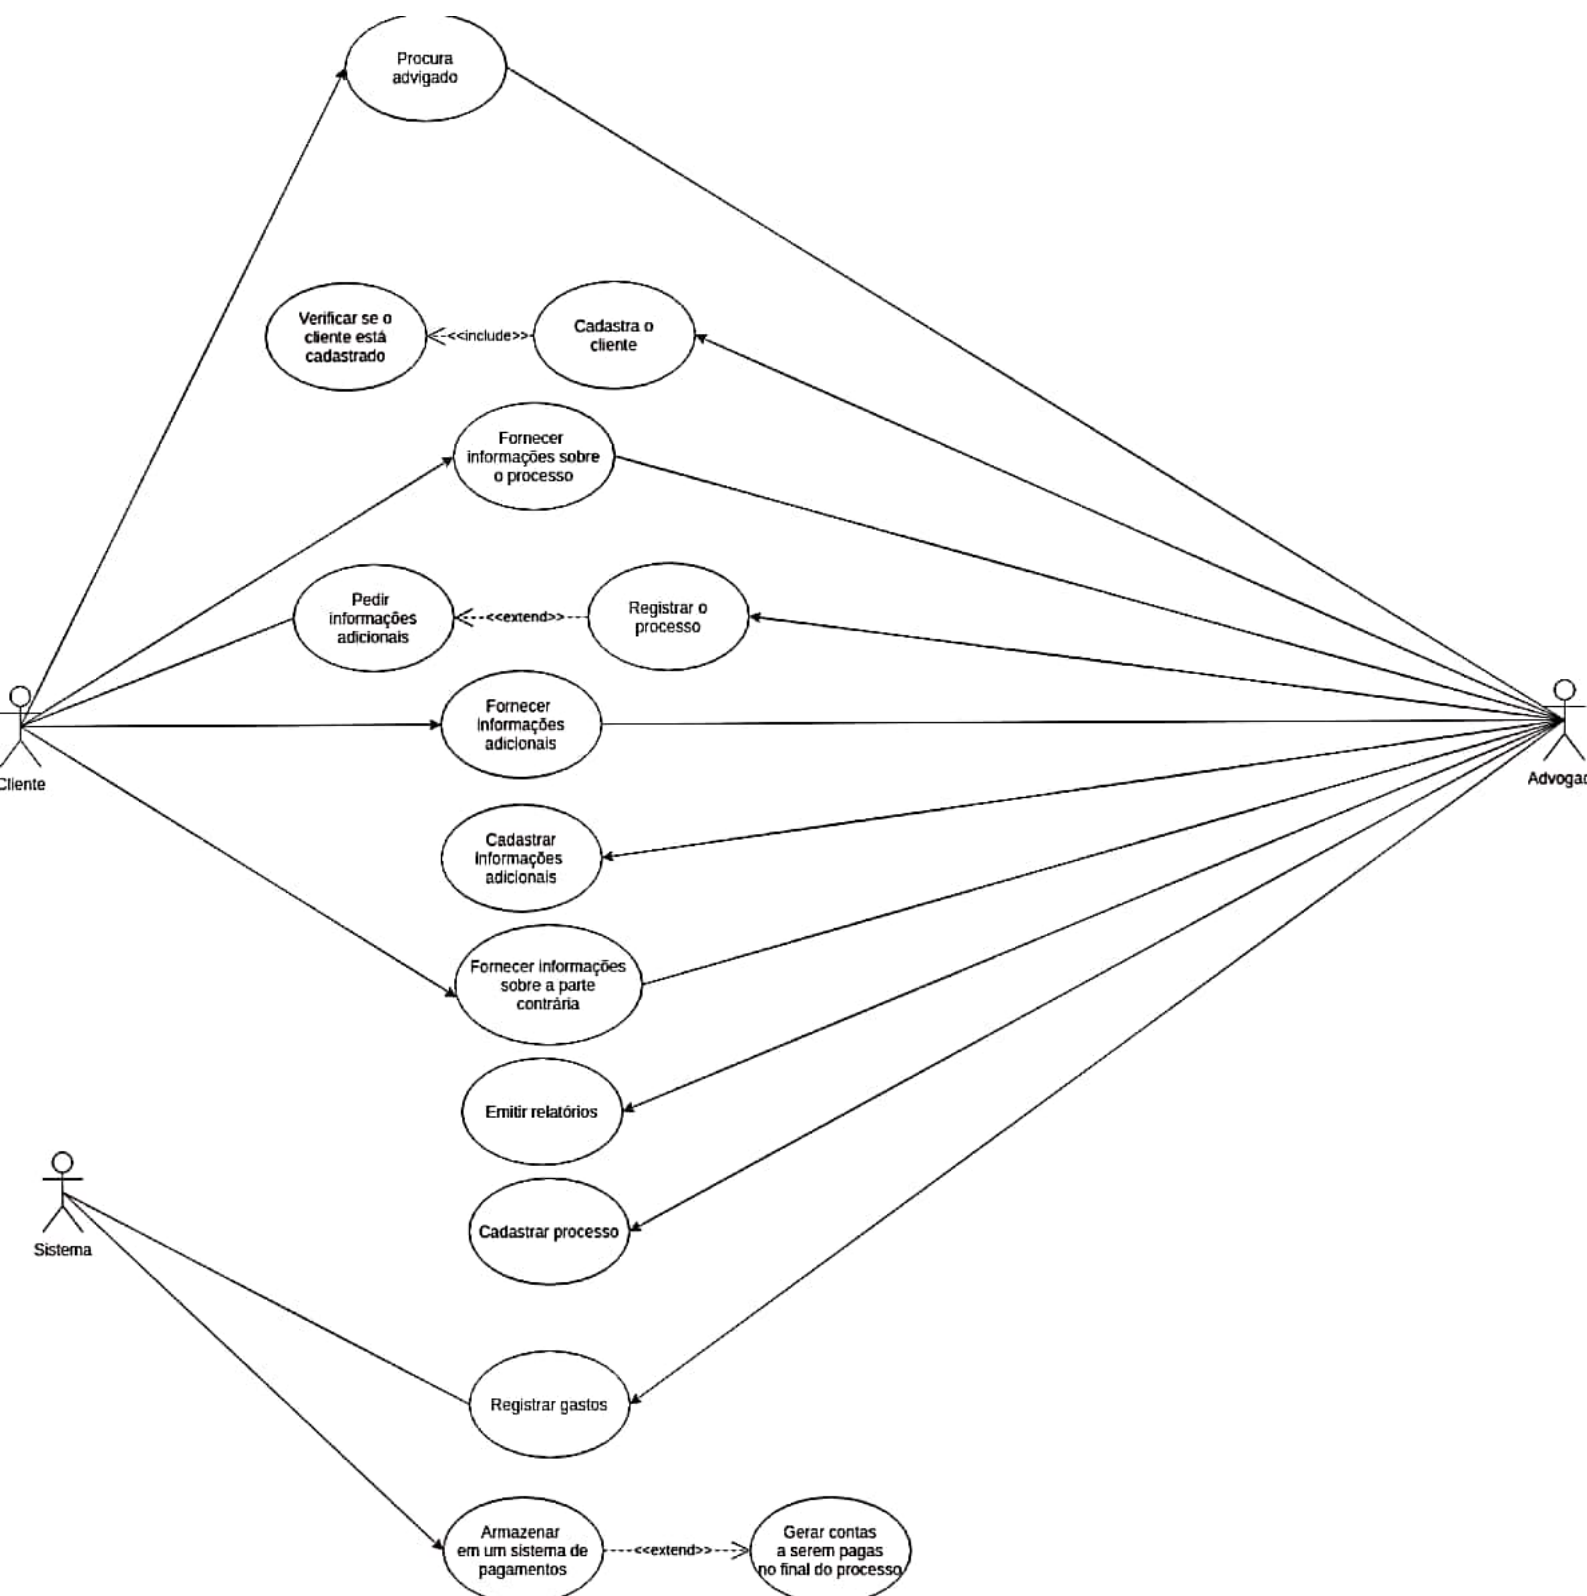 Procura
advigado
Verificar se o
cliente está
cadastrado
<<include>>
Cadastra o
cliente
Fornecer
informações sobre
o processo
Pedir
informações
adicionais
<<extend>>
Registrar o
processo
Fornecer
informações
adicionais
Cliente
Advogad
Cadastrar
informações
adicionais
Fornecer informações
sobre a parte
contrária
Emitir relatórios
Cadastrar processo
Sistema
Registrar gastos
Armazenar
em um sistema de
pagamentos
<<extend>>
Gerar contas
a serem pagas
no final do processo